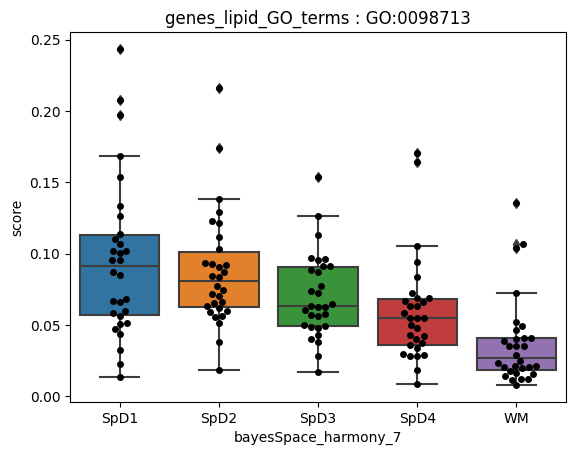 genes_lipid_GO_terms : GO:0098713
0.25
0.20
0.15
0.10
0.05
0.00
score
SpD1 SpD2 SpD3 SpD4 WM
bayesSpace_harmony_7